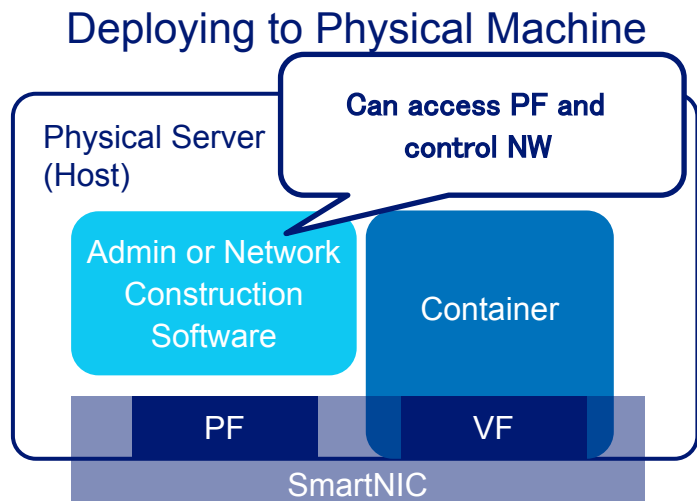 Deploying to Physical Machine
Can access PF and
control NW
Physical Server
(Host)
Admin or Network
Construction
Software
Container
PF
VF
SmartNIC